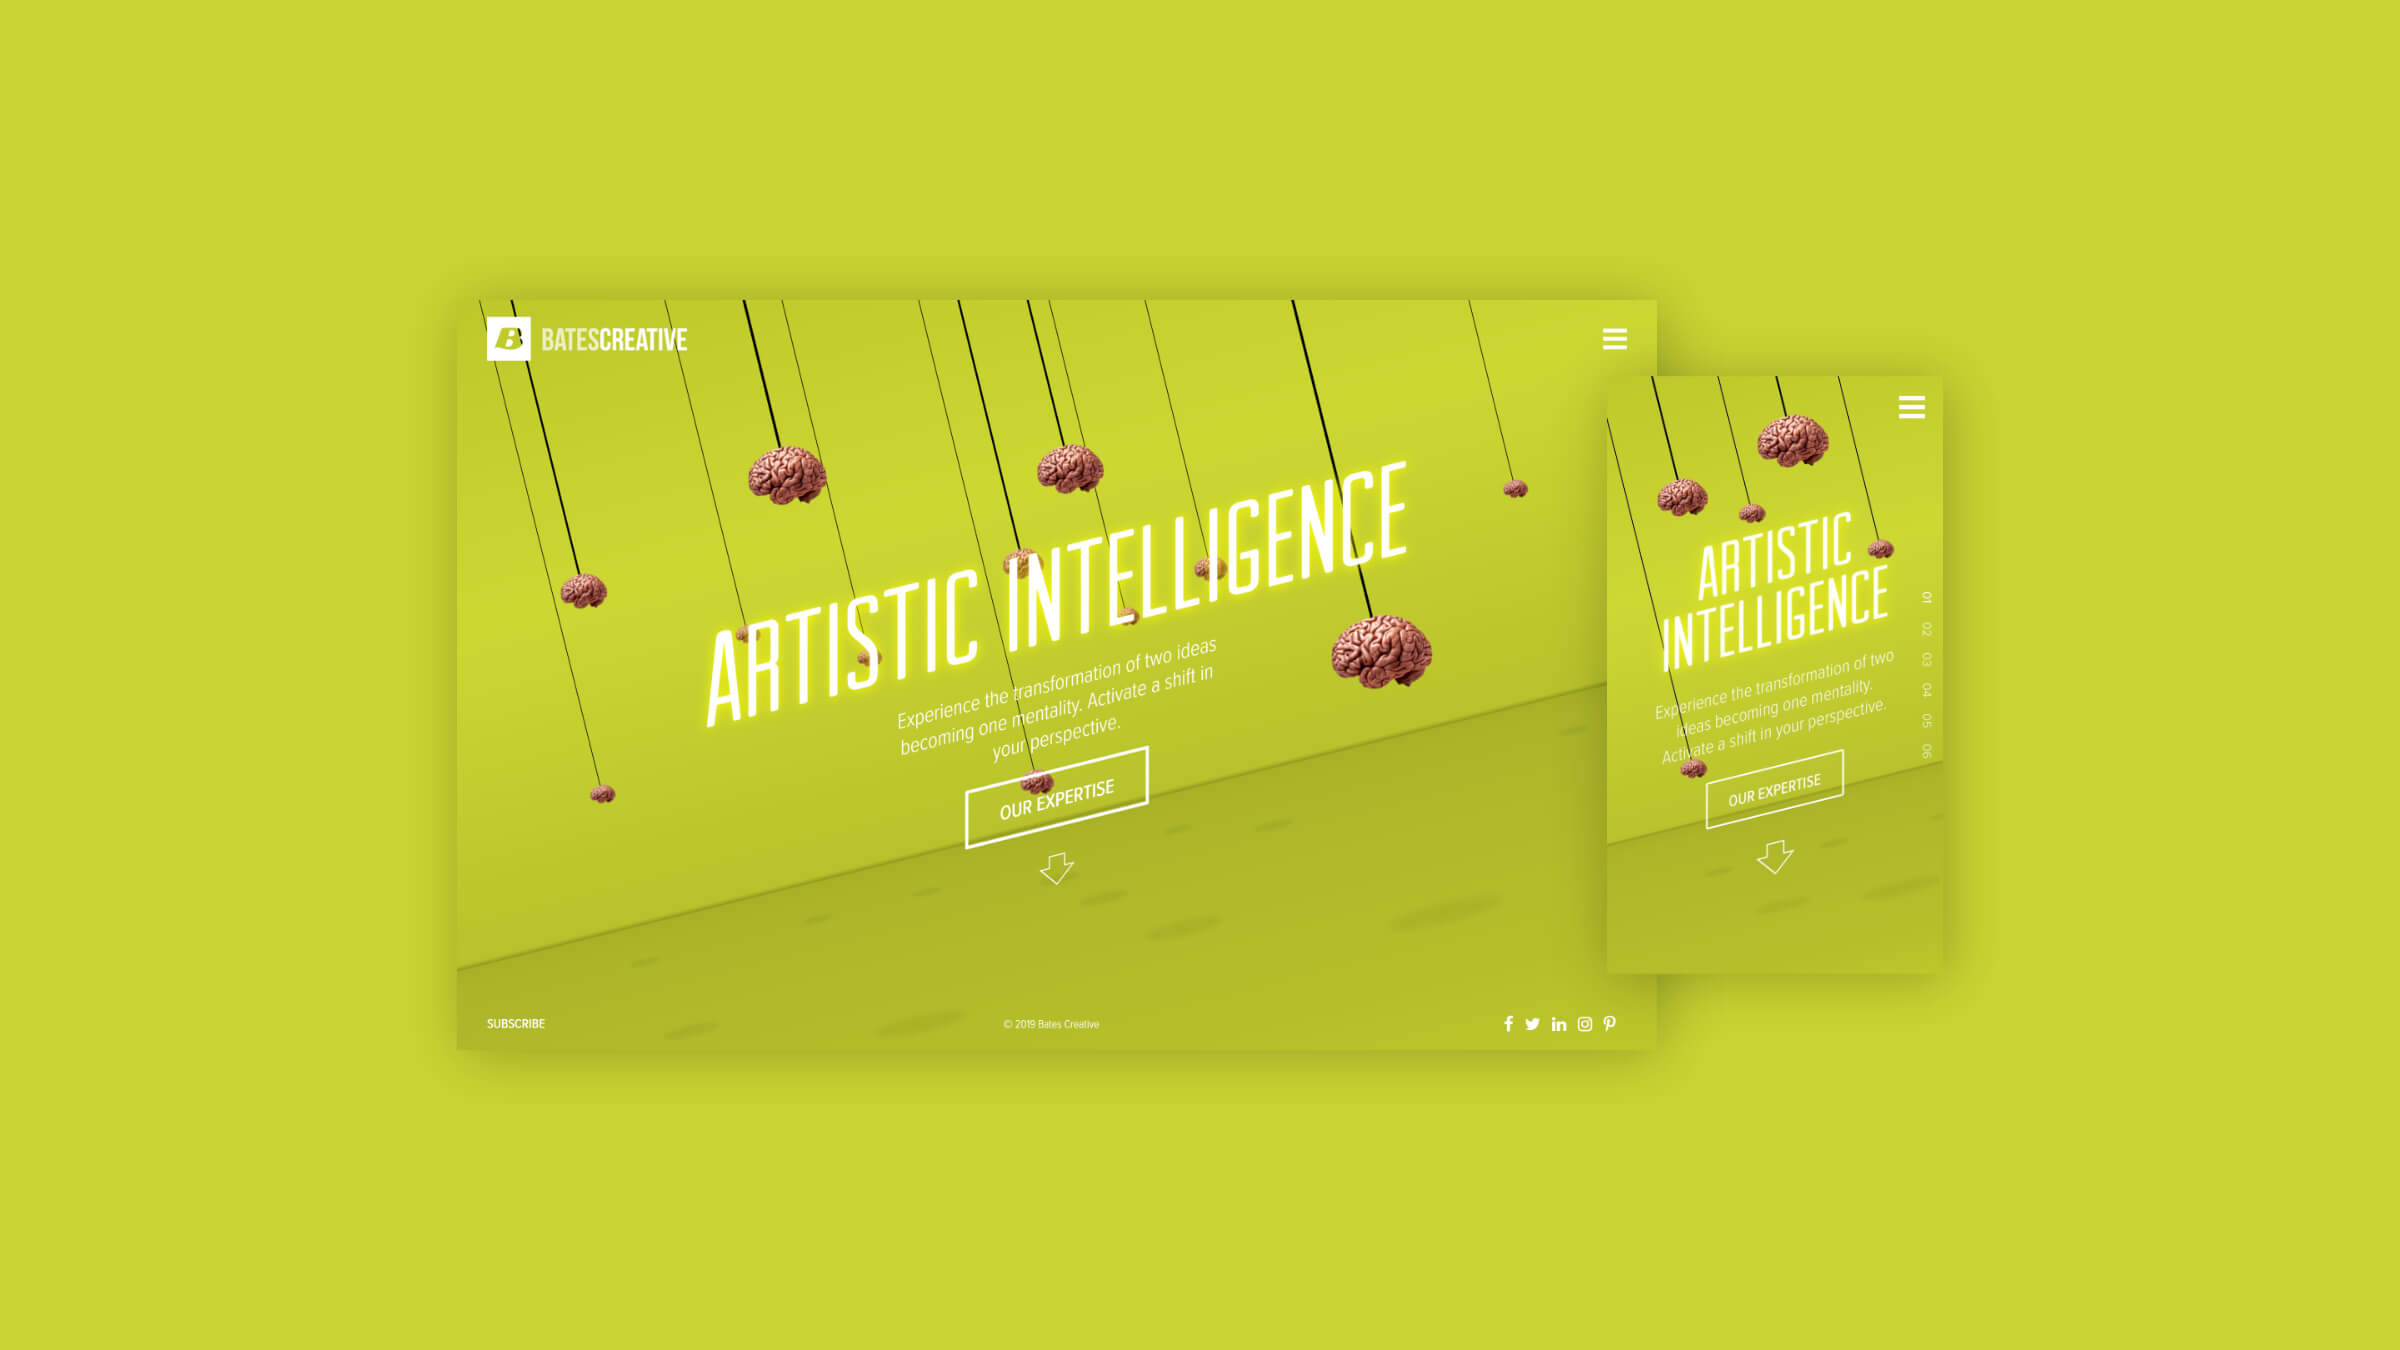 B BATESCREATIVE
ARTISTIC INTELLIGENCE
Experience the transformation of two ideas
becoming one mentality. Activate a shift in
your perspective.
OUR EXPERTISE
SUBSCRIBE
© 2019 Bates Creative
ARTISTIC
INTELLIGENCE
Experience the transformation of two
ideas becoming one mentality.
Activate a shift in your perspective.
OUR EXPERTISE
01
02
03
04
05
06